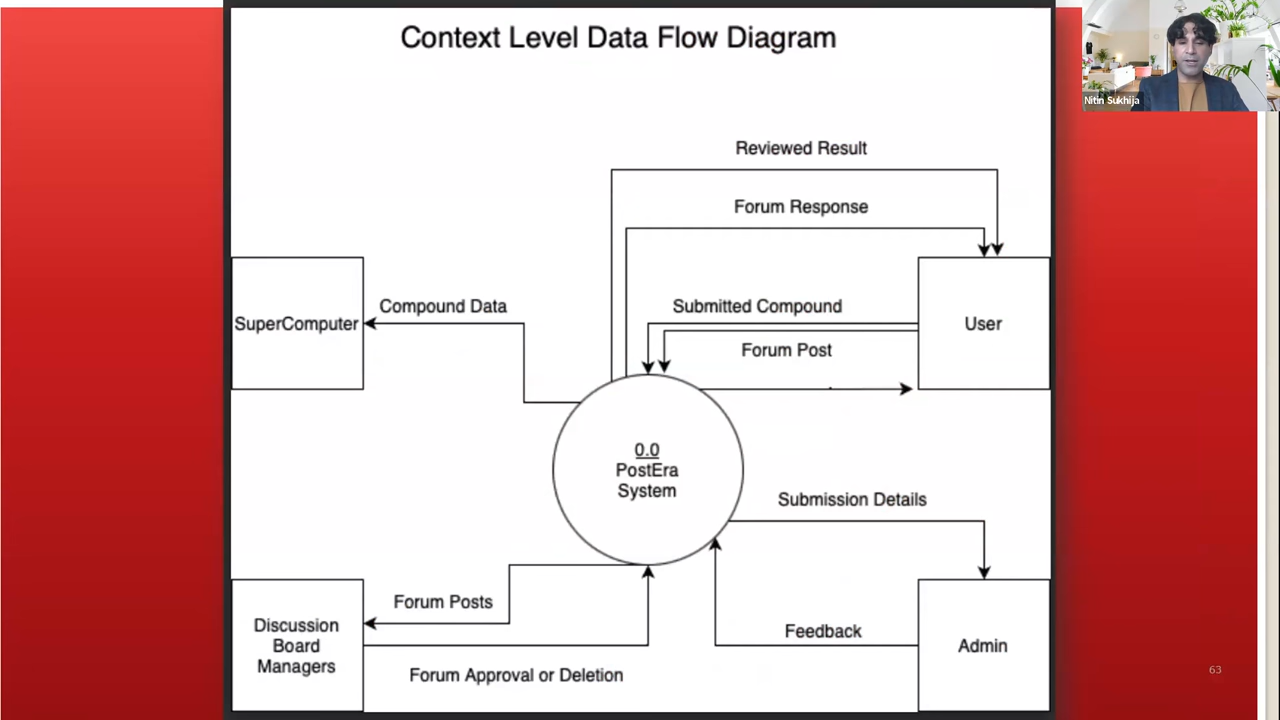 Context Level Data Flow Diagram
Nitin Sukhija
Reviewed Result
Forum Response
Compound Data
Submitted Compound
SuperComputer
User
Forum Post
0.0
PostEra
System
Submission Details
Forum Posts
Discussion
Board
Managers
Feedback
Admin
Forum Approval or Deletion
63